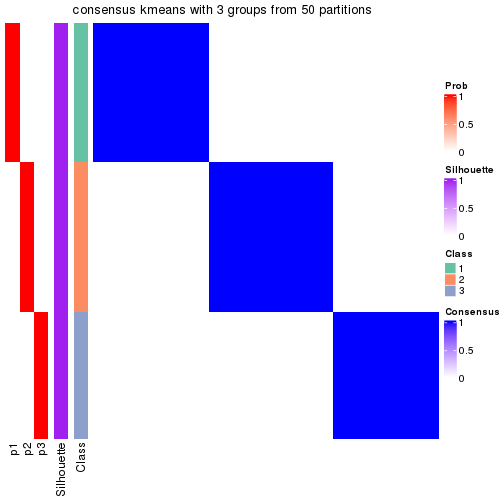 consensus kmeans with 3 groups from 50 partitions
Prob
1
0.5
0
Silhouette
1
0.5
0
Class
1
2
3
Consensus
1
0.5
0
p1
p2
p3
Silhouette
Class